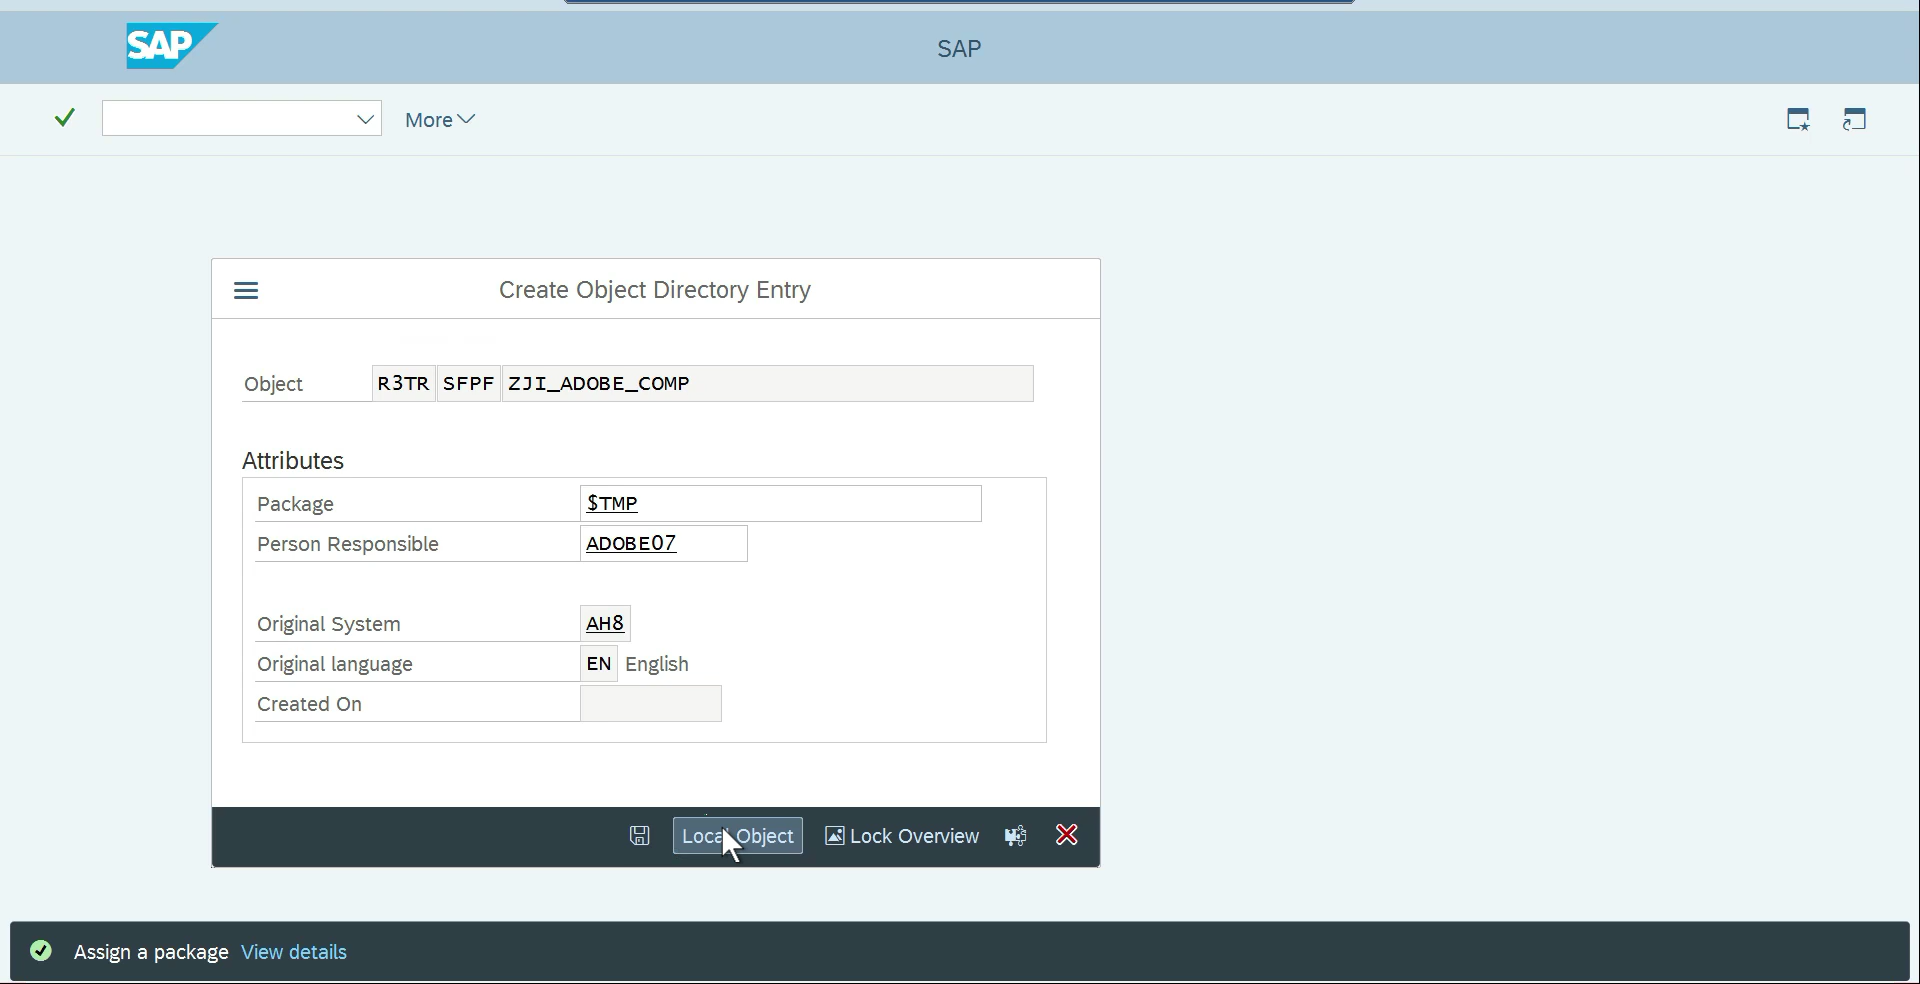 SAP
SAP
More
Create Object Directory Entry
Object R3TR SFPF ZJI_ADOBE_COMP
Attributes
Package $TMP
Person Responsible ADOBE07
Original System AH8
Original language EN English
Created On
Local Object Lock Overview
Assign a package View details